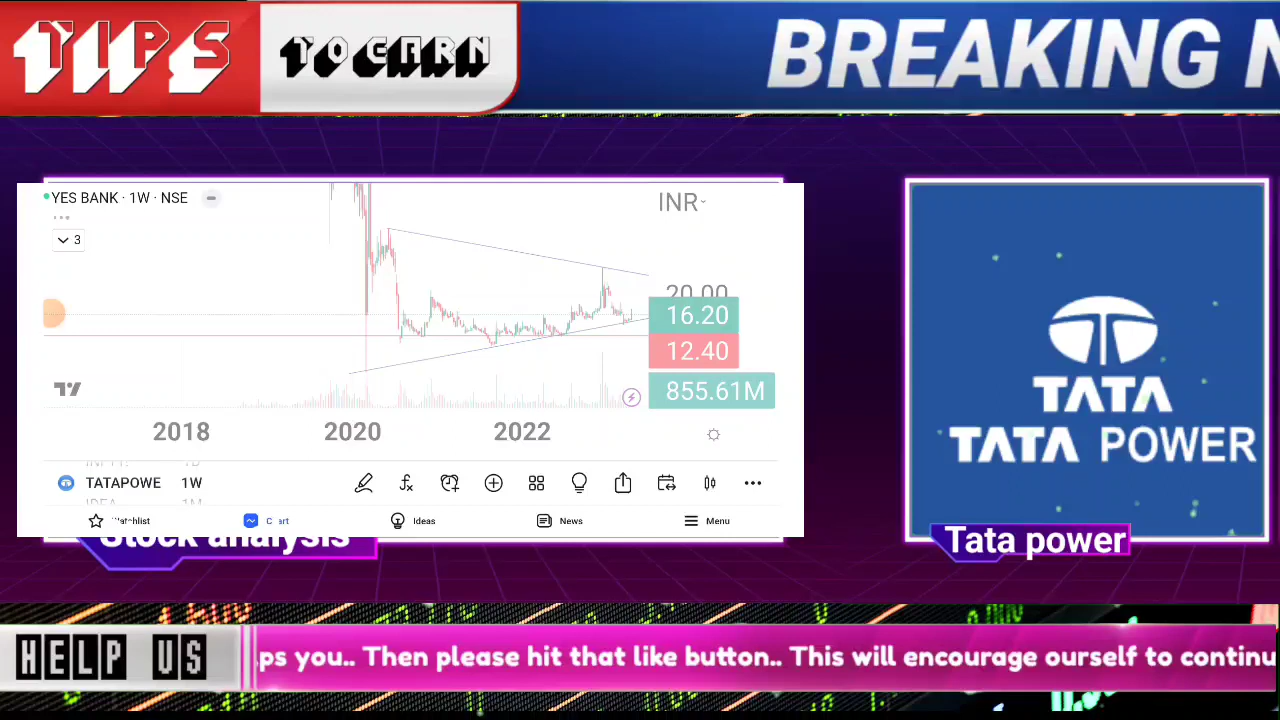 TIPS
TO EARN
BREAKING N
YES BANK · 1W · NSE
INR
3
20.00
16.20
12.40
855.61M
2018 2020 2022
TATAPOWE 1W
Chart
Ideas
News
Menu
Stock analysis
TATA
TATA POWER
Tata power
HELP US
ps you.. Then please hit that like button.. This will encourage ourself to continu